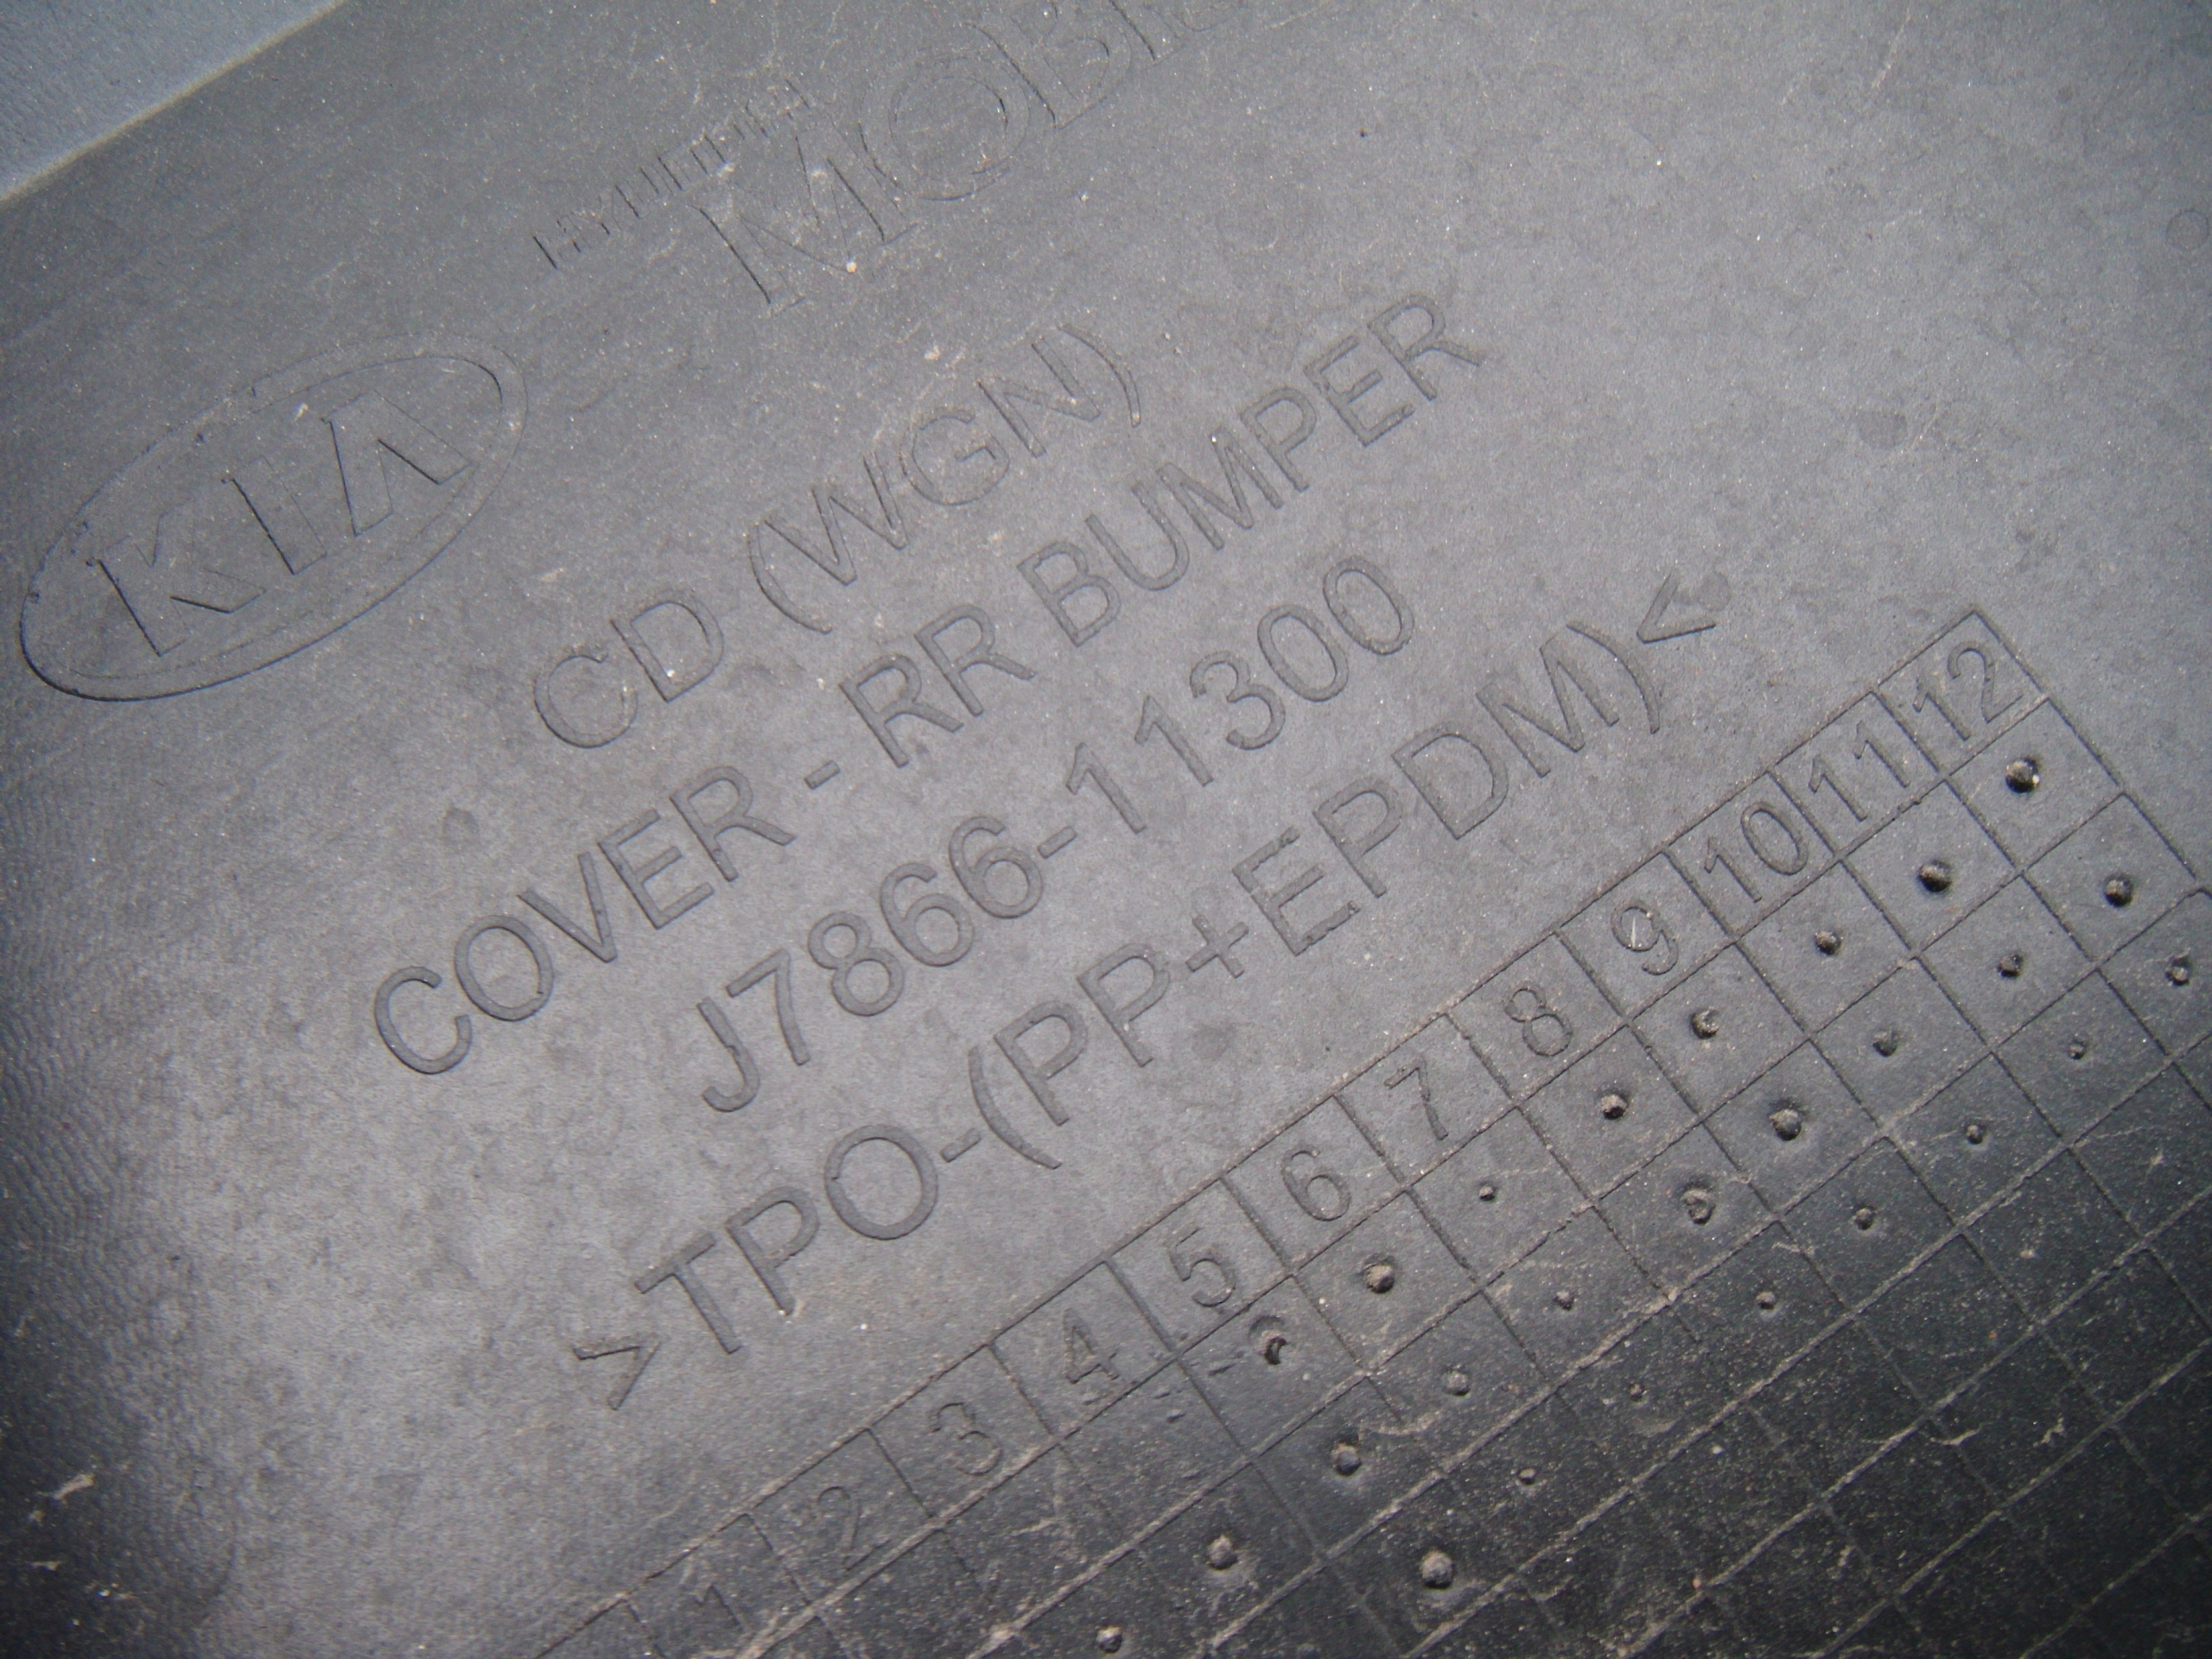 HYUNDAI
MOBIS
KIA
CD (WGN)
COVER - RR BUMPER
J7866-11300
>TPO-(PP+EPDM)<
1 2 3 4 5 6 7 8 9 10 11 12